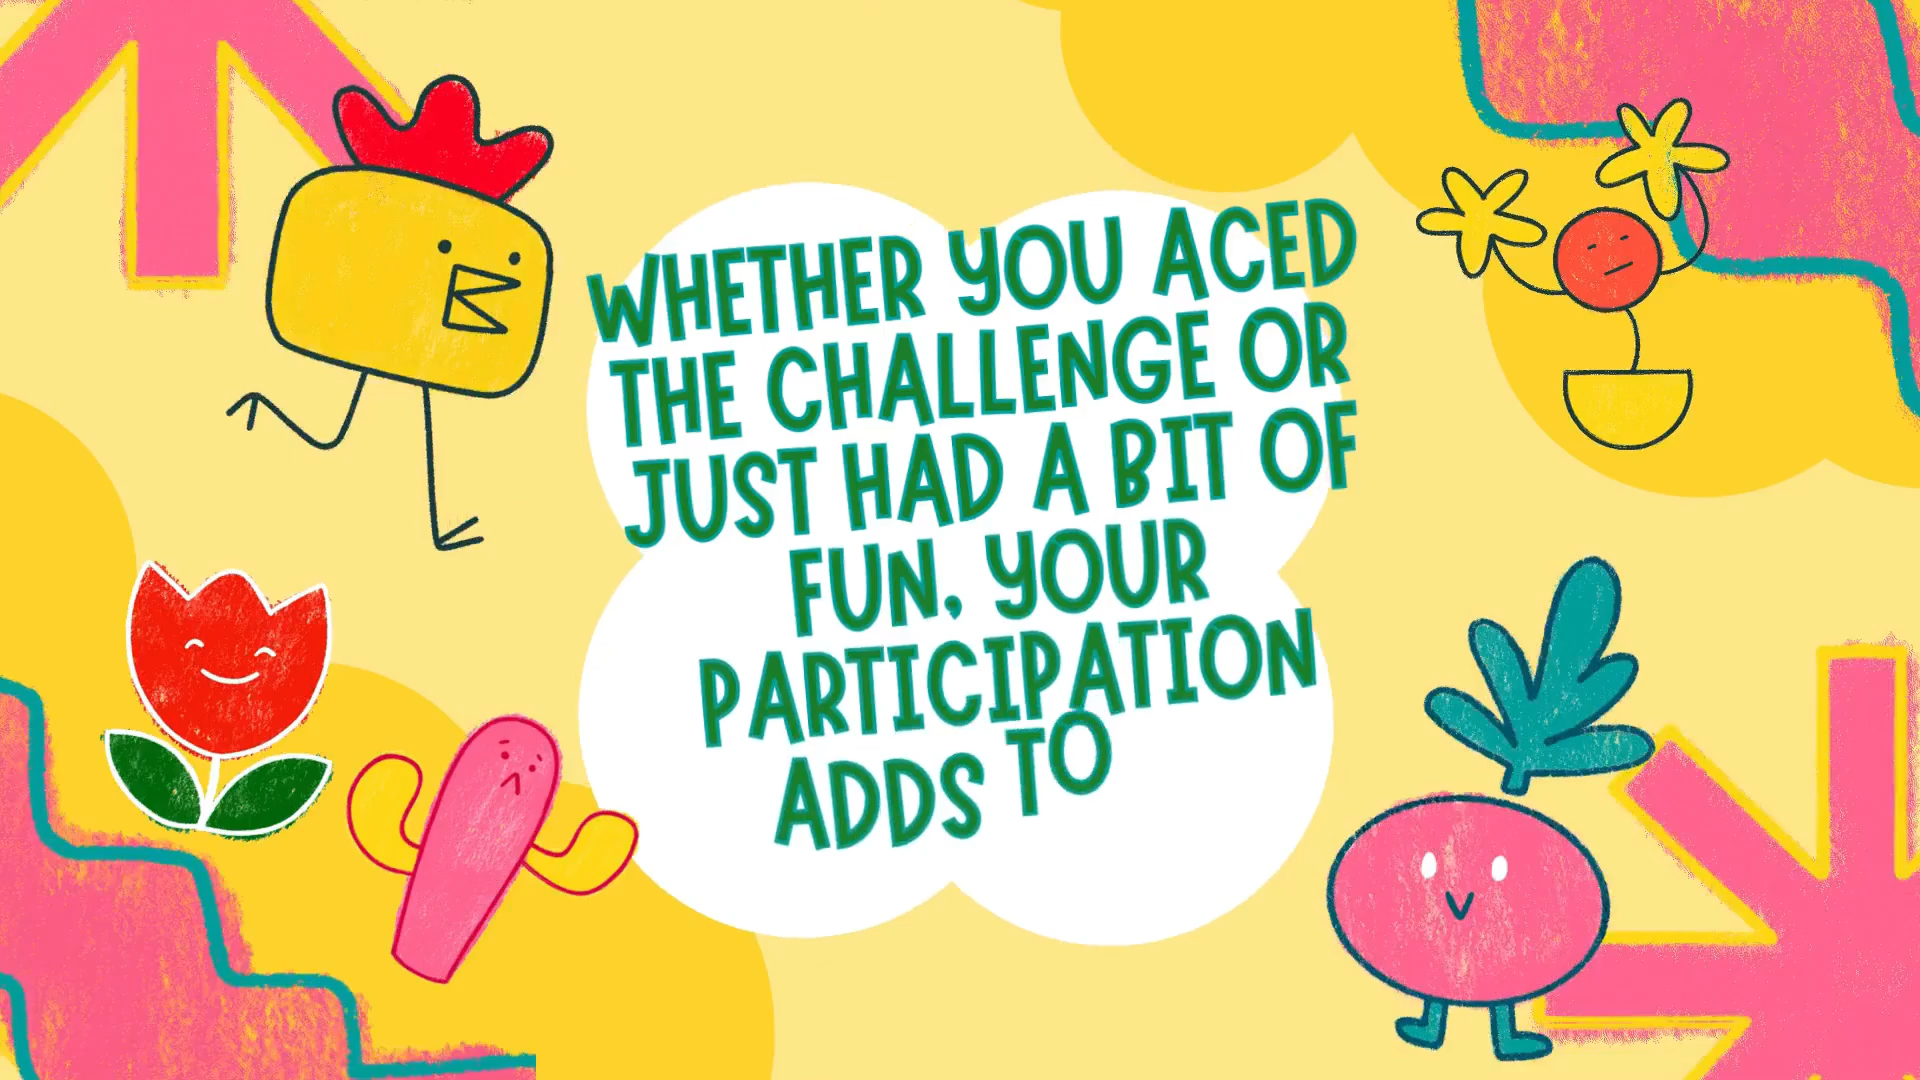 WHETHER YOU ACED
THE CHALLENGE OR
JUST HAD A BIT OF
FUN, YOUR
PARTICIPATION
ADDS TO